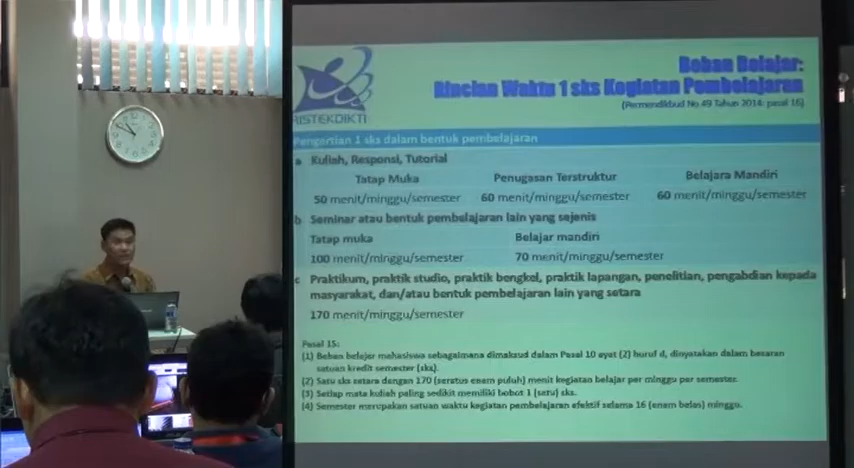 Beban Belajar:
Rincian Waktu 1 sks Kegiatan Pembelajaran
(Permendikbud No 49 Tahun 2014: pasal 16)
RISTEKDIKTI
Pengertian 1 sks dalam bentuk pembelajaran
a Kuliah, Responsi, Tutorial
Tatap Muka Penugasan Terstruktur Belajara Mandiri
50 menit/minggu/semester 60 menit/minggu/semester 60 menit/minggu/semester
b Seminar atau bentuk pembelajaran lain yang sejenis
Tatap muka Belajar mandiri
100 menit/minggu/semester 70 menit/minggu/semester
c Praktikum, praktik studio, praktik bengkel, praktik lapangan, penelitian, pengabdian kepada
masyarakat, dan/atau bentuk pembelajaran lain yang setara
170 menit/minggu/semester
Pasal 15:
(1) Beban belajar mahasiswa sebagaimana dimaksud dalam Pasal 10 ayat (2) huruf d, dinyatakan dalam besaran
satuan kredit semester (sks).
(2) Satu sks setara dengan 170 (seratus enam puluh) menit kegiatan belajar per minggu per semester.
(3) Setiap mata kuliah paling sedikit memiliki bobot 1 (satu) sks.
(4) Semester merupakan satuan waktu kegiatan pembelajaran efektif selama 16 (enam belas) minggu.